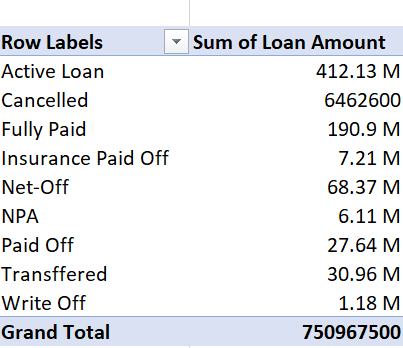 Row Labels Sum of Loan Amount
Active Loan 412.13 M
Cancelled 6462600
Fully Paid 190.9 M
Insurance Paid Off 7.21 M
Net-Off 68.37 M
NPA 6.11 M
Paid Off 27.64 M
Transffered 30.96 M
Write Off 1.18 M
Grand Total 750967500